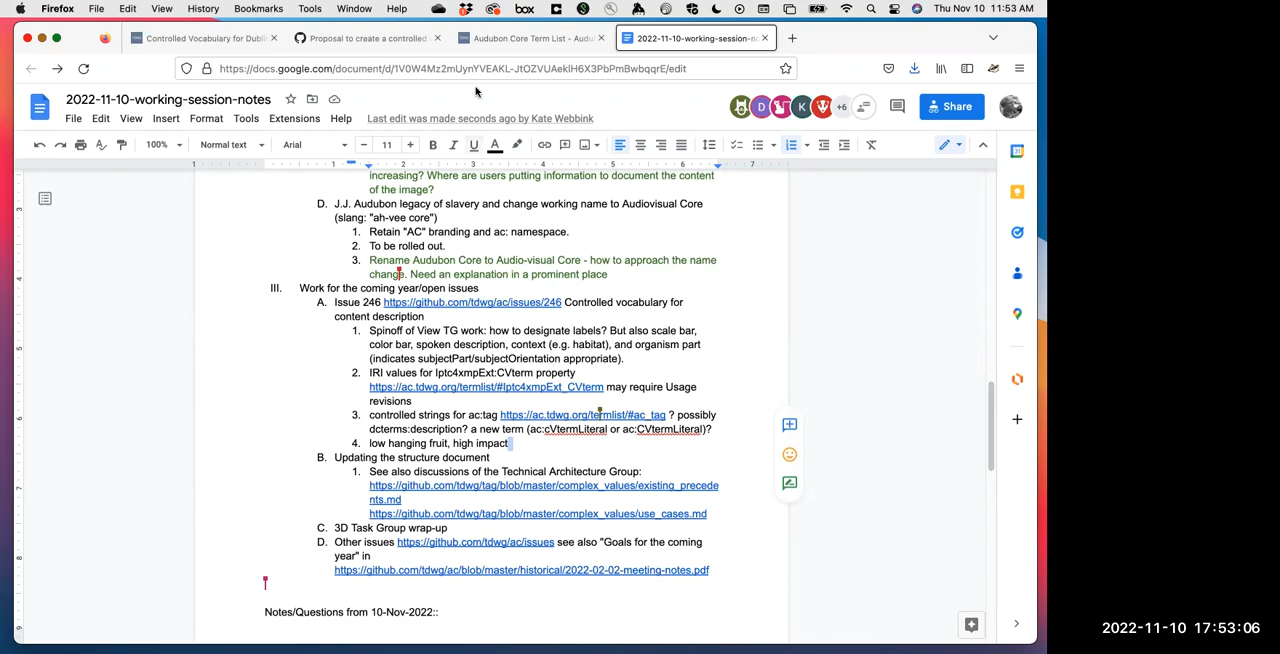 Firefox File Edit View History Bookmarks Tools Window Help box Thu Nov 10 11:53 AM
Controlled Vocabulary for Dubli Proposal to create a controlled Audubon Core Term List - Audu 2022-11-10-working-session-n
https://docs.google.com/document/d/1V0W4Mz2mUynYVEAKL-JtOZVUAekIH6X3PbPmBwbqqrE/edit
2022-11-10-working-session-notes
D K +6 Share
File Edit View Insert Format Tools Extensions Help Last edit was made seconds ago by Kate Webbink
100% Normal text Arial 11 B I U A
1 1 2 3 4 5 6 7
increasing? Where are users putting information to document the content
of the image?
D. J.J. Audubon legacy of slavery and change working name to Audiovisual Core
(slang: "ah-vee core")
1. Retain "AC" branding and ac: namespace.
2. To be rolled out.
3. Rename Audubon Core to Audio-visual Core - how to approach the name
change. Need an explanation in a prominent place
III. Work for the coming year/open issues
A. Issue 246 https://github.com/tdwg/ac/issues/246 Controlled vocabulary for
content description
1. Spinoff of View TG work: how to designate labels? But also scale bar,
color bar, spoken description, context (e.g. habitat), and organism part
(indicates subjectPart/subjectOrientation appropriate).
2. IRI values for Iptc4xmpExt:CVterm property
https://ac.tdwg.org/termlist/#Iptc4xmpExt_CVterm may require Usage
revisions
3. controlled strings for ac:tag https://ac.tdwg.org/termlist/#ac_tag ? possibly
dcterms:description? a new term (ac:cVtermLiteral or ac:CVtermLiteral)?
4. low hanging fruit, high impact
B. Updating the structure document
1. See also discussions of the Technical Architecture Group:
https://github.com/tdwg/tag/blob/master/complex_values/existing_precede
nts.md
https://github.com/tdwg/tag/blob/master/complex_values/use_cases.md
C. 3D Task Group wrap-up
D. Other issues https://github.com/tdwg/ac/issues see also "Goals for the coming
year" in
https://github.com/tdwg/ac/blob/master/historical/2022-02-02-meeting-notes.pdf
Notes/Questions from 10-Nov-2022::
2022-11-10 17:53:06